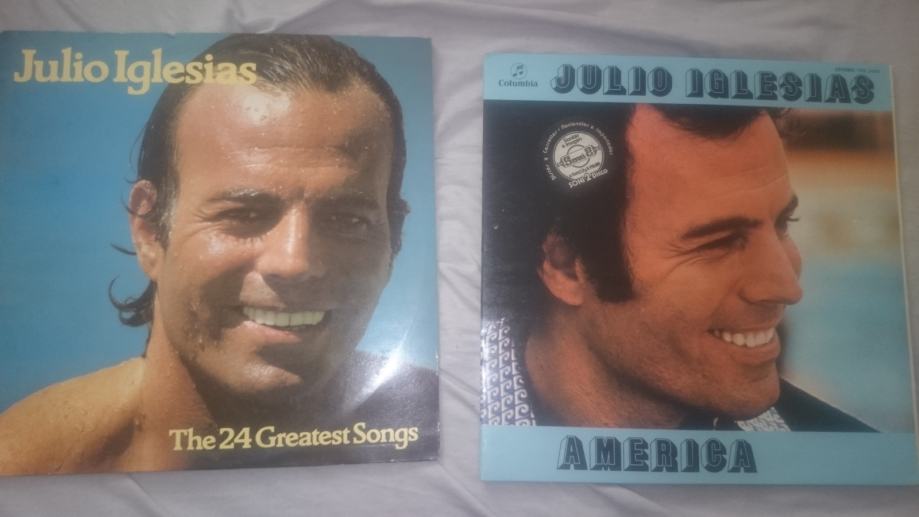 Julio Iglesias
The 24 Greatest Songs
Columbia
JULIO IGLESIAS
AMERICA